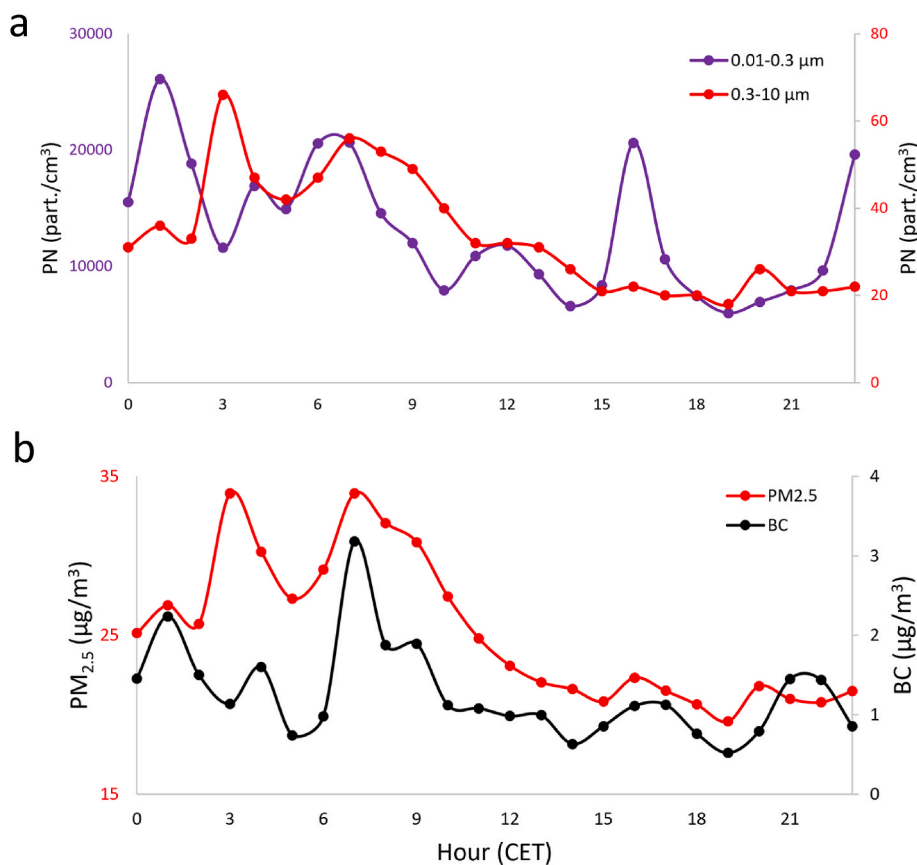 a
30000
20000
10000
0
PN (part./cm³)
80
60
40
20
0
PN (part./cm³)
0.01-0.3 μm
0.3-10 μm
0 3 6 9 12 15 18 21
b
35
25
15
PM₂.₅ (μg/m³)
4
3
2
1
0
BC (μg/m³)
PM2.5
BC
0 3 6 9 12 15 18 21
Hour (CET)